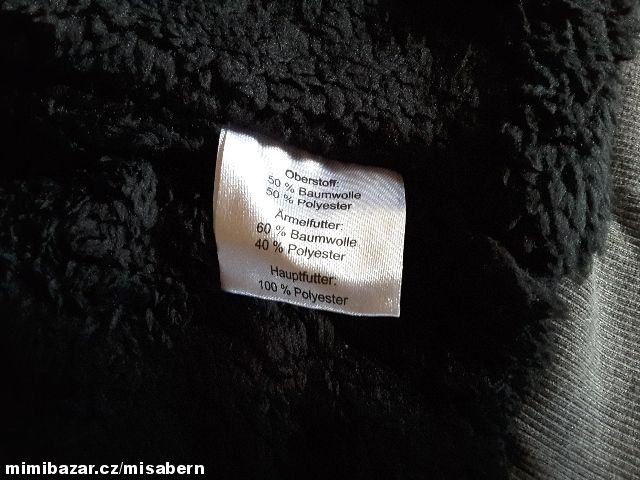 Oberstoff:
50 % Baumwolle
50 % Polyester
Ärmelfutter:
60 % Baumwolle
40 % Polyester
Hauptfutter:
100 % Polyester
mimibazar.cz/misabern